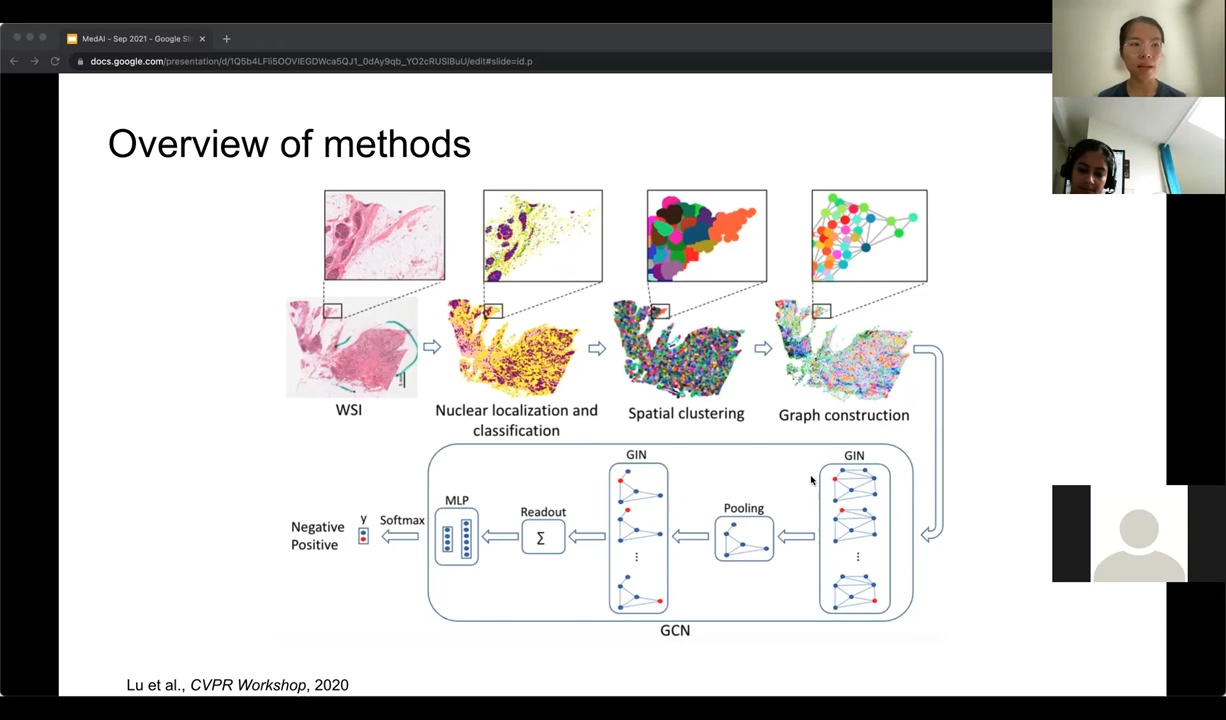 MedAI - Sep 2021 - Google Sli
docs.google.com/presentation/d/1Q5b4LFli5OOVIEGDWca5QJ1_0dAy9qb_YO2cRUSlBuU/edit#slide=id.p
Overview of methods
WSI
Nuclear localization and
classification
Spatial clustering
Graph construction
GIN
GIN
MLP
Readout
Pooling
y
Softmax
Negative
Positive
Σ
GCN
Lu et al., CVPR Workshop, 2020